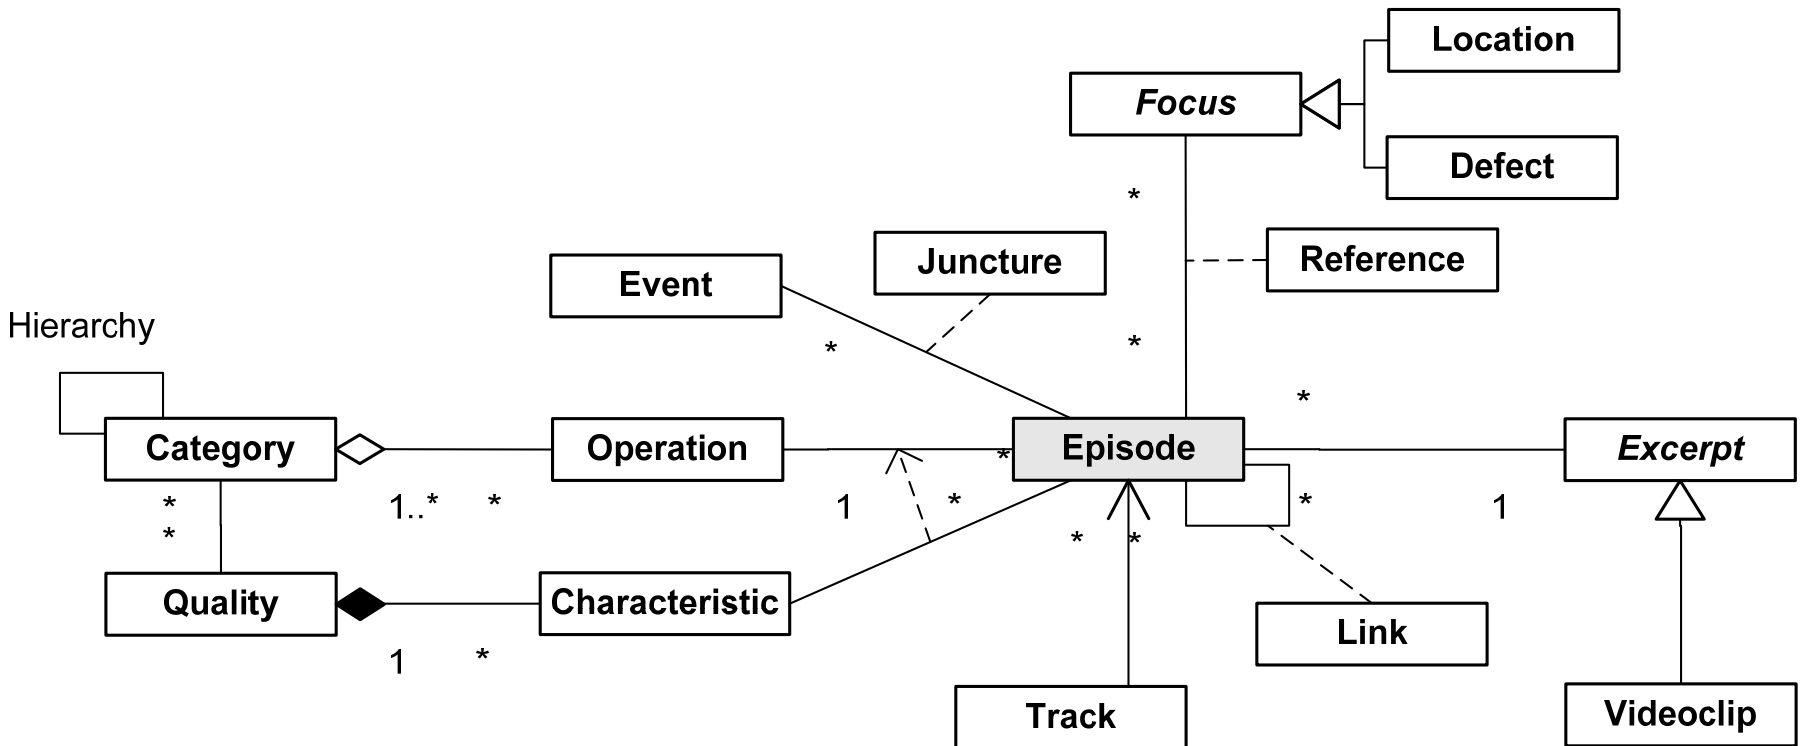 Location
Focus
Defect
*
Reference
Juncture
Event
Hierarchy
*
*
*
Category
Operation
*
Episode
Excerpt
*
1..*
*
1
*
*
1
*
*
*
Quality
Characteristic
Link
1
*
Track
Videoclip